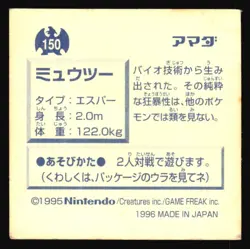 150
アマダ
ミュウツー
タイプ：エスパー
身長：2.0m
体重：122.0kg
バイオ技術から生み
出された。その純粋
な狂暴性は、他のポケ
モンでは類を見ない。
●あそびかた● 2人対戦で遊びます。
(くわしくは、パッケージのウラを見てネ)
©1995 Nintendo/Creatures inc./GAME FREAK inc.
1996 MADE IN JAPAN